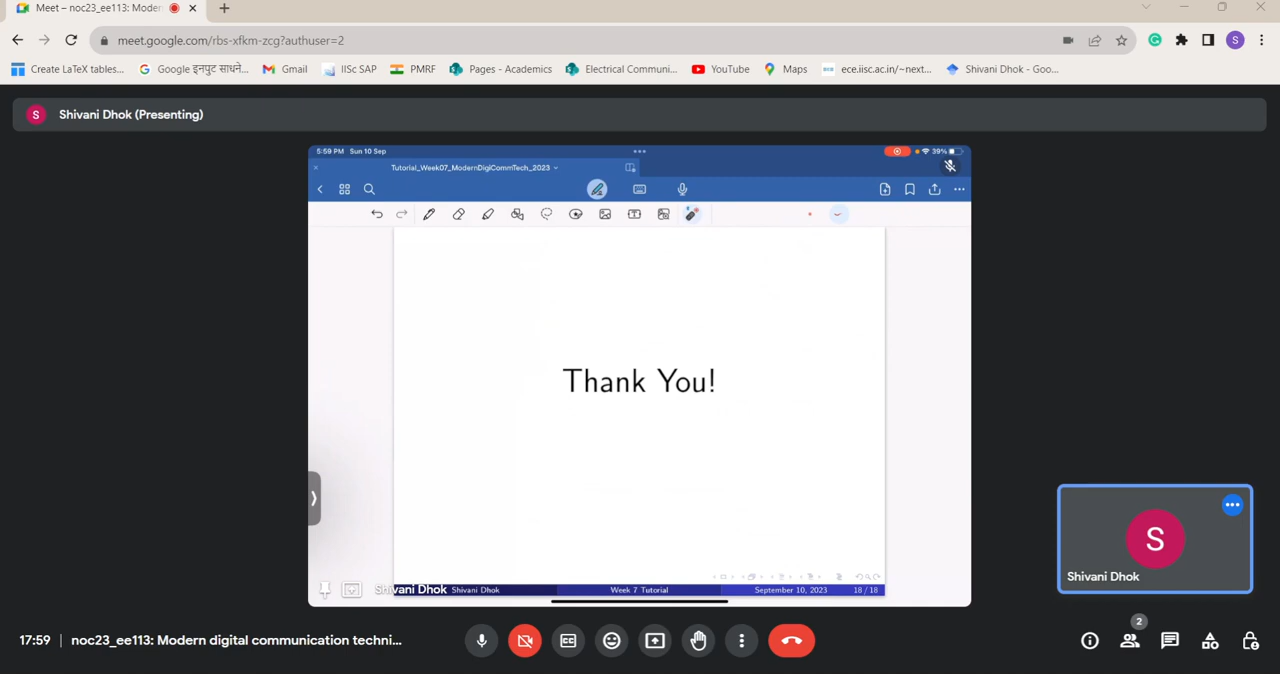 Meet – noc23_ee113: Modern
meet.google.com/rbs-xfkm-zcg?authuser=2
S
Create LaTeX tables...
Google इनपुट साधने...
Gmail
IISc SAP
PMRF
Pages - Academics
Electrical Communi...
YouTube
Maps
ece.iisc.ac.in/~next...
Shivani Dhok - Goo...
S
Shivani Dhok (Presenting)
5:59 PM Sun 10 Sep
39%
Tutorial_Week07_ModernDigiCommTech_2023
Thank You!
Shivani Dhok
Shivani Dhok
Week 7 Tutorial
September 10, 2023
18 / 18
S
Shivani Dhok
17:59
noc23_ee113: Modern digital communication techni...
2